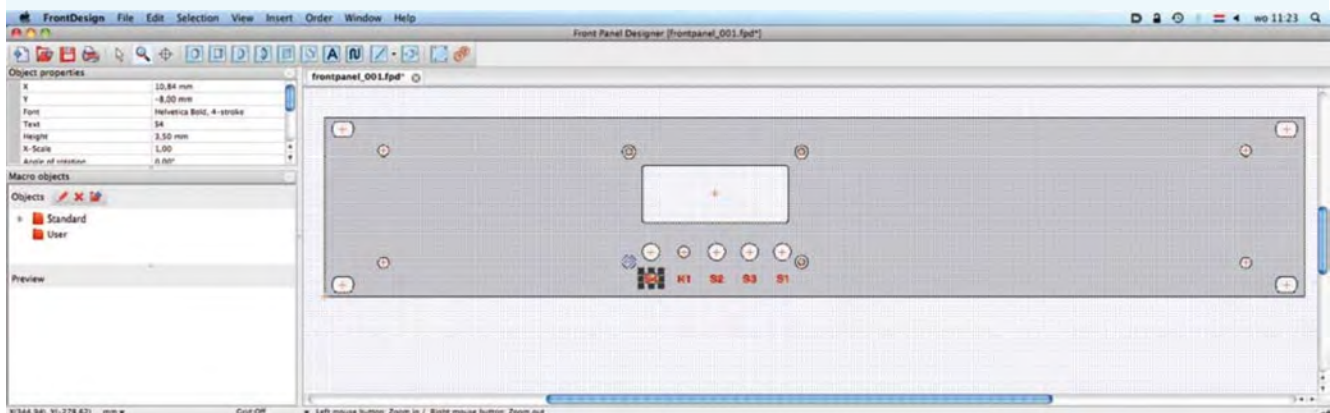 FrontDesign File Edit Selection View Insert Order Window Help
wo 11:23
Front Panel Designer [frontpanel_001.fpd*]
Object properties
frontpanel_001.fpd*
X 10,84 mm
Y -8,00 mm
Font Helvetica Bold, 4-stroke
Text S4
Height 3,50 mm
X-Scale 1,00
Angle of rotation 0,00°
Macro objects
Objects
Standard
User
Preview
S4 K1 S2 S3 S1
mm Grid:Off Left mouse button: Zoom in / Right mouse button: Zoom out